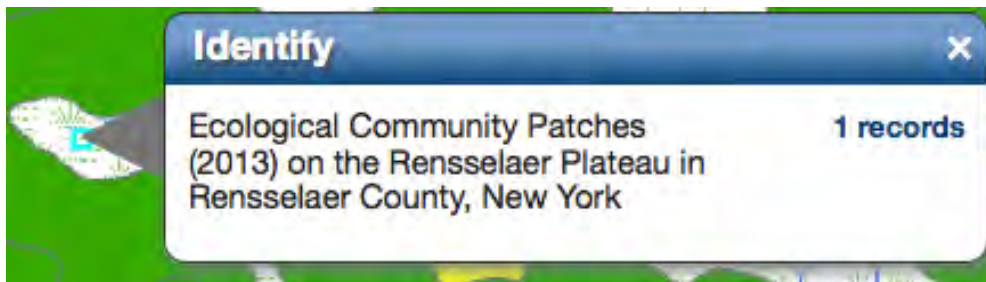 Identify
Ecological Community Patches
(2013) on the Rensselaer Plateau in
Rensselaer County, New York
1 records